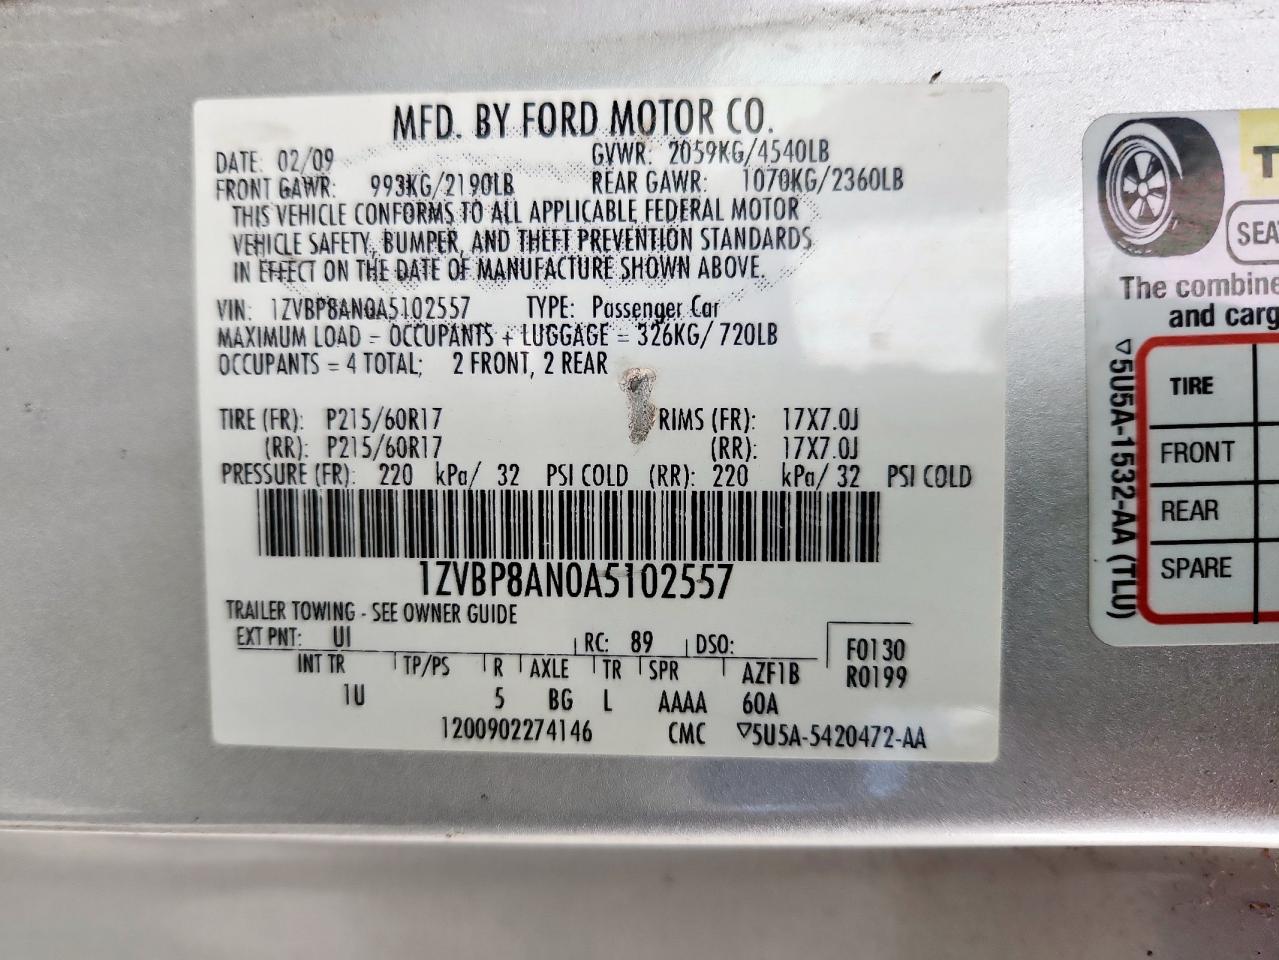 MFD. BY FORD MOTOR CO.
DATE: 02/09 GVWR: 2059KG/4540LB
FRONT GAWR: 993KG/2190LB REAR GAWR: 1070KG/2360LB
THIS VEHICLE CONFORMS TO ALL APPLICABLE FEDERAL MOTOR
VEHICLE SAFETY, BUMPER, AND THEFT PREVENTION STANDARDS
IN EFFECT ON THE DATE OF MANUFACTURE SHOWN ABOVE.
VIN: 1ZVBP8AN0A5102557 TYPE: Passenger Car
MAXIMUM LOAD = OCCUPANTS + LUGGAGE = 326KG/ 720LB
OCCUPANTS = 4 TOTAL; 2 FRONT, 2 REAR
TIRE (FR): P215/60R17 RIMS (FR): 17X7.0J
(RR): P215/60R17 (RR): 17X7.0J
PRESSURE (FR): 220 kPa/ 32 PSI COLD (RR): 220 kPa/ 32 PSI COLD
1ZVBP8AN0A5102557
TRAILER TOWING - SEE OWNER GUIDE
EXT PNT: UI RC: 89 DSO: F0130
INT TR TP/PS R AXLE TR SPR AZF1B R0199
1U 5 BG L AAAA 60A
1200902274146 CMC ▽5U5A-5420472-AA
T
SEA
The combine
and carg
TIRE
FRONT
REAR
SPARE
▽5U5A-1532-AA (TLU)